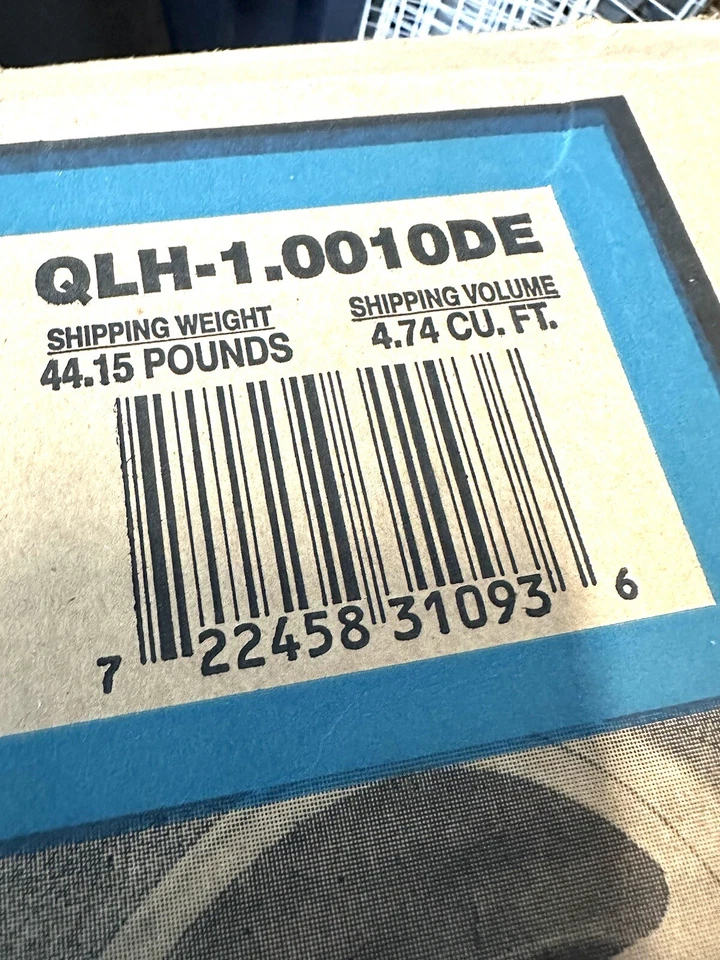 QLH-1.0010DE
SHIPPING WEIGHT SHIPPING VOLUME
44.15 POUNDS 4.74 CU. FT.
7 22458 31093 6